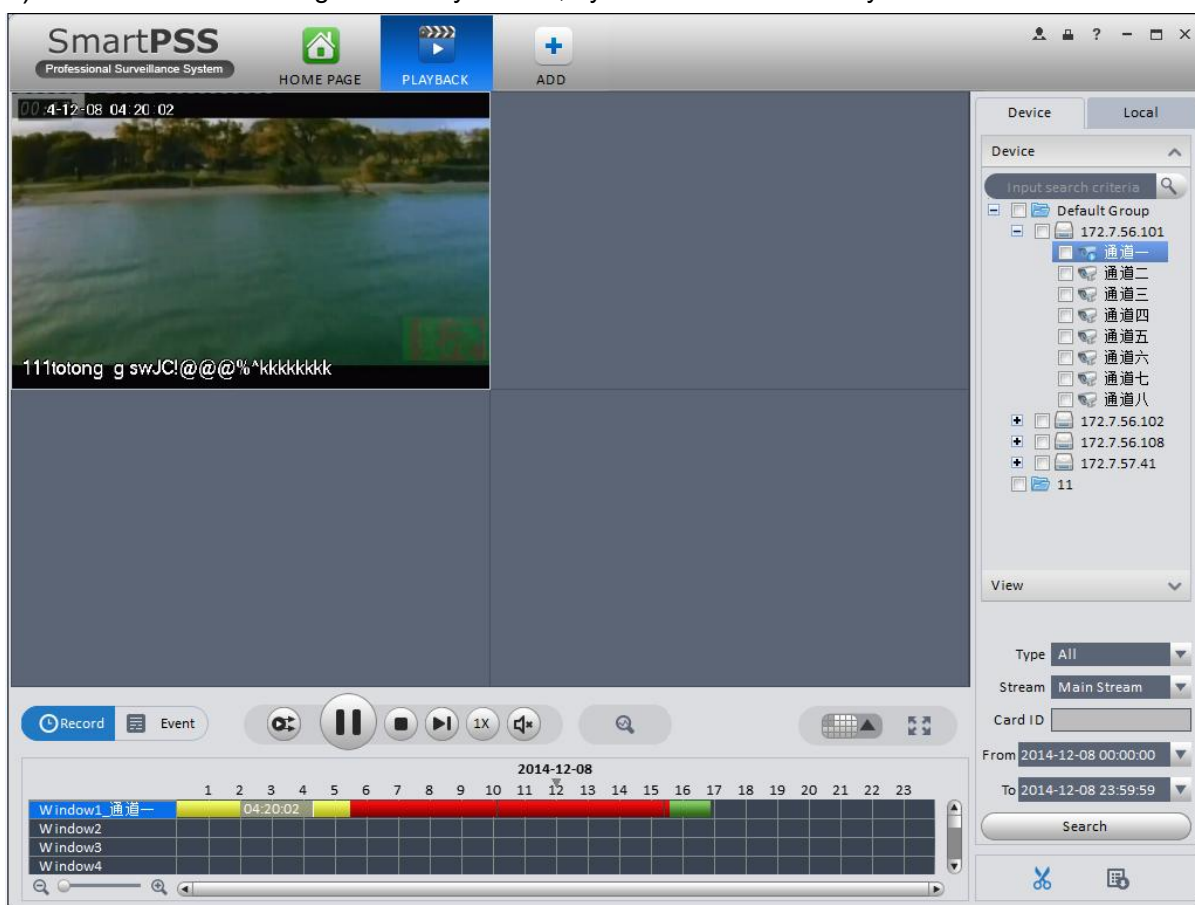 SmartPSS
Professional Surveillance System
HOME PAGE
PLAYBACK
ADD
?
4-12-08 04:20:02
111totong g swJC!@@@%^kkkkkkkk
Device Local
Device
Input search criteria
Default Group
172.7.56.101
通道一
通道二
通道三
通道四
通道五
通道六
通道七
通道八
172.7.56.102
172.7.56.108
172.7.57.41
11
View
Type All
Stream Main Stream
Card ID
From 2014-12-08 00:00:00
To 2014-12-08 23:59:59
Search
Record Event
1X
2014-12-08
1 2 3 4 5 6 7 8 9 10 11 12 13 14 15 16 17 18 19 20 21 22 23
Window1_通道一 04:20:02
Window2
Window3
Window4